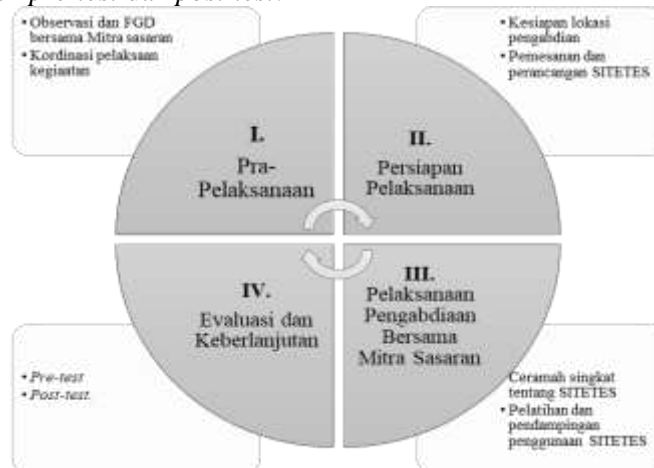 pre-test dan post-test.
• Observasi dan FGD
bersama Mitra sasaran
• Kordinasi pelaksaan
kegiaatan
• Kesiapan lokasi
pengabdian
• Pemesanan dan
perancangan SITETES
I.
Pra-
Pelaksanaan
II.
Persiapan
Pelaksanaan
IV.
Evaluasi dan
Keberlanjutan
III.
Pelaksanaan
Pengabdiaan
Bersama
Mitra Sasaran
• Pre-test
• Post-test
Ceramah singkat
tentang SITETES
• Pelatihan dan
pendampingan
penggunaan SITETES